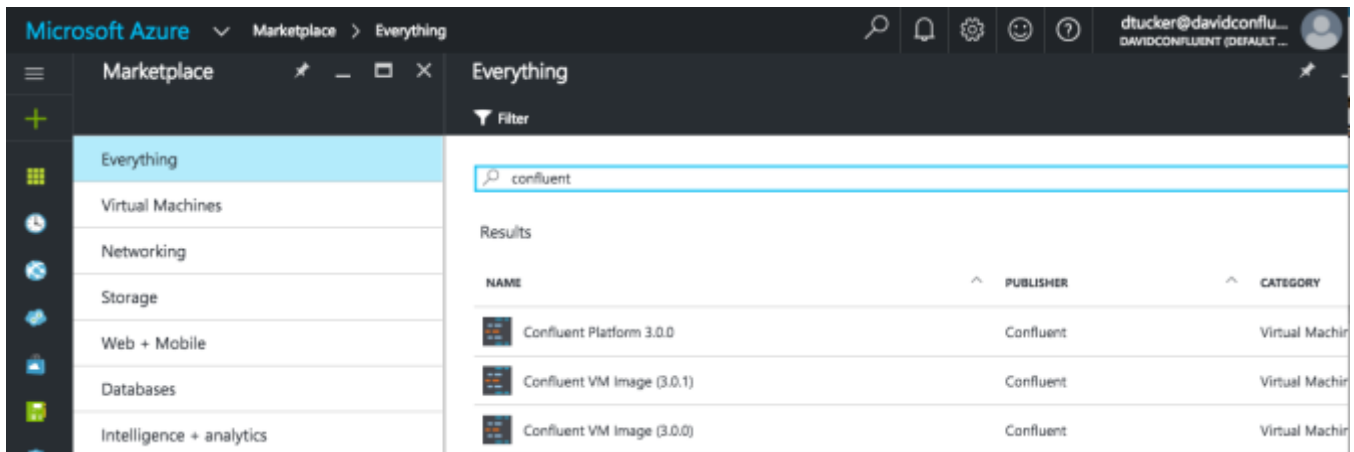 Microsoft Azure Marketplace > Everything
dtucker@davidconflu...
DAVIDCONFLUENT (DEFAULT ...
Marketplace
Everything
Filter
Everything
Virtual Machines
Networking
Storage
Web + Mobile
Databases
Intelligence + analytics
confluent
Results
NAME PUBLISHER CATEGORY
Confluent Platform 3.0.0 Confluent Virtual Machin
Confluent VM Image (3.0.1) Confluent Virtual Machin
Confluent VM Image (3.0.0) Confluent Virtual Machin